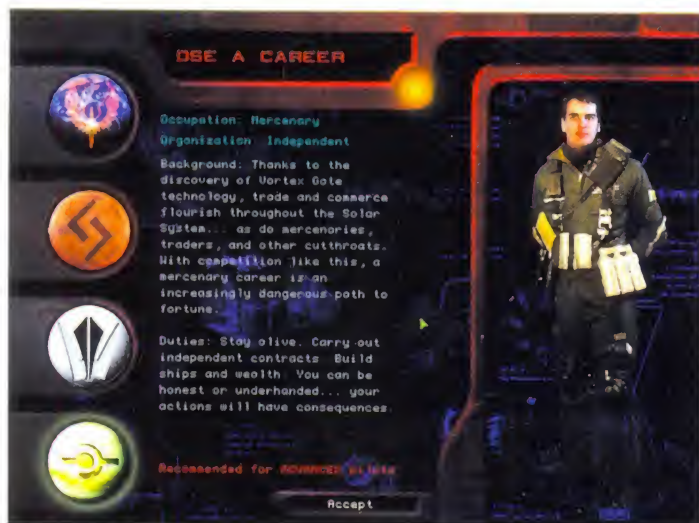 OSE A CAREER
Occupation: Mercenary
Organization: Independent
Background: Thanks to the
discovery of Vortex Gate
technology, trade and commerce
flourish throughout the Solar
System... as do mercenaries,
traders, and other cutthroats.
With competition like this, a
mercenary career is an
increasingly dangerous path to
fortune.
Duties: Stay alive. Carry out
independent contracts. Build
ships and wealth. You can be
honest or underhanded... your
actions will have consequences.
Recommended for ADVANCED pilots
Accept